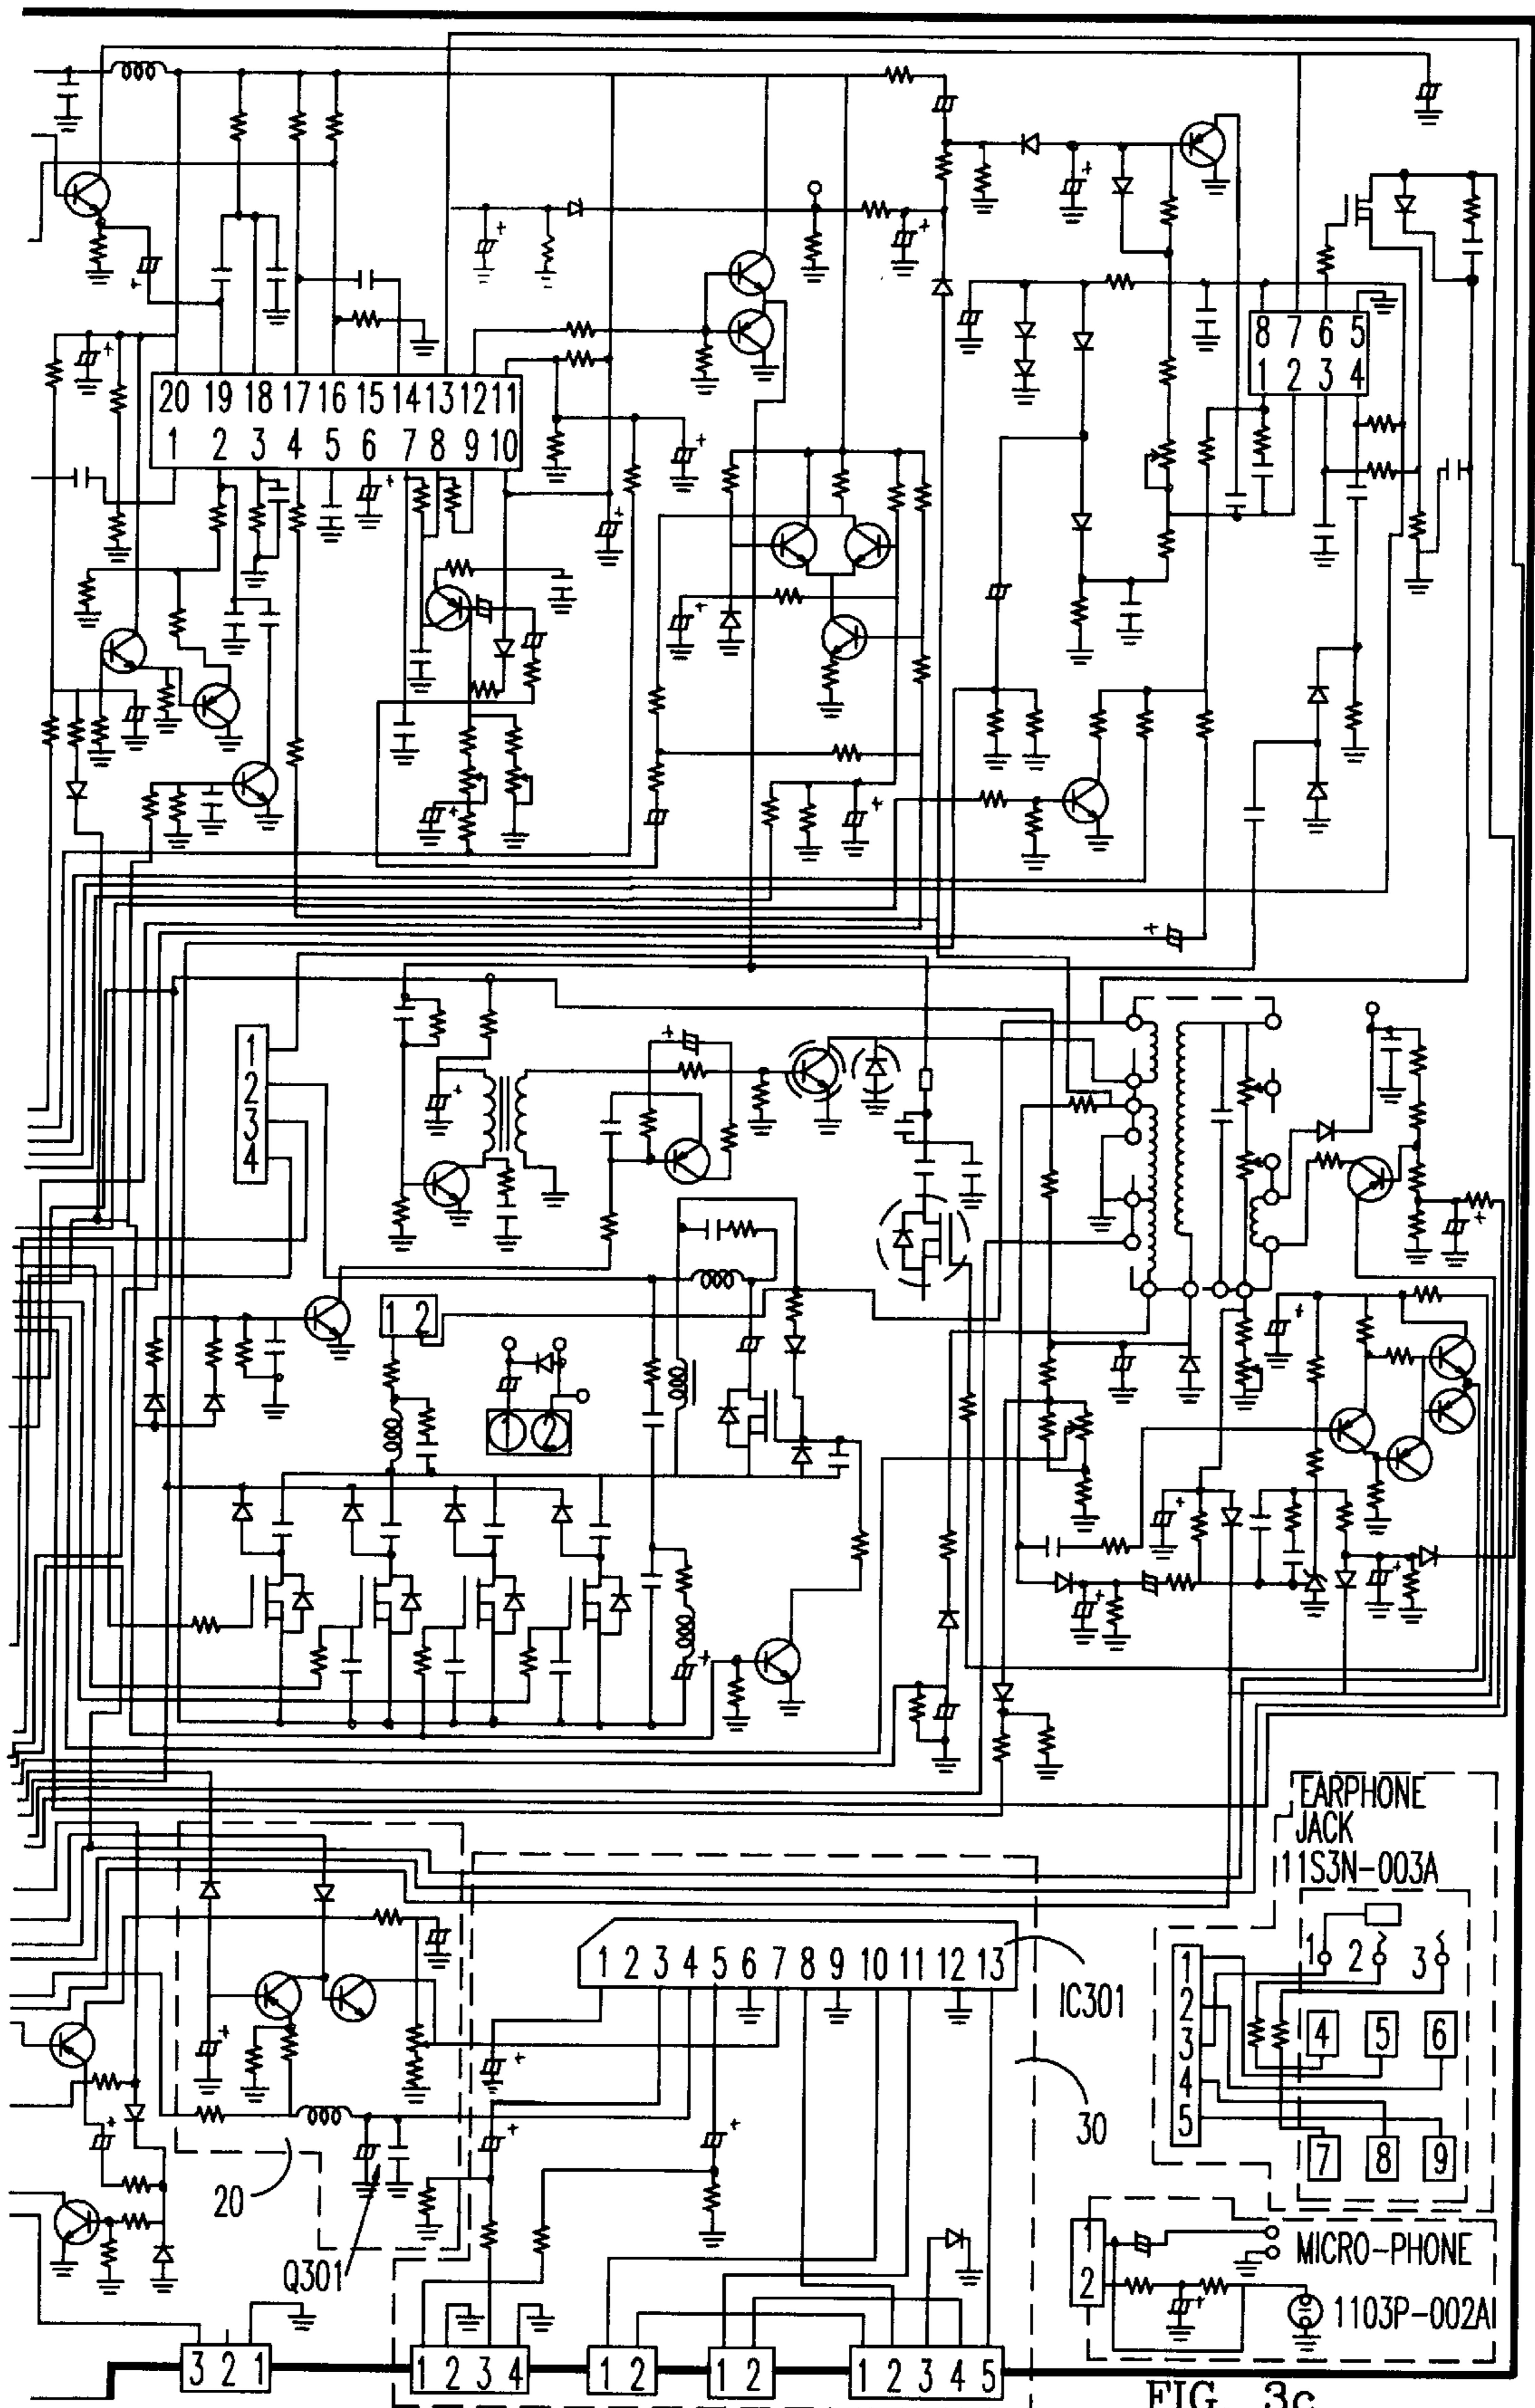 20 19 18 17 16 15 14 13 12 11
1 2 3 4 5 6 7 8 9 10
8 7 6 5
1 2 3 4
1
2
3
4
1 2
1 2
EARPHONE
JACK
11S3N-003A
1 2 3 4 5 6 7 8 9 10 11 12 13
IC301
30
1
2
3
4
5
1 2 3
4 5 6
7 8 9
20
Q301
1
2
MICRO-PHONE
1103P-002A
3 2 1
1 2 3 4
1 2
1 2
1 2 3 4 5
FIG. 3c